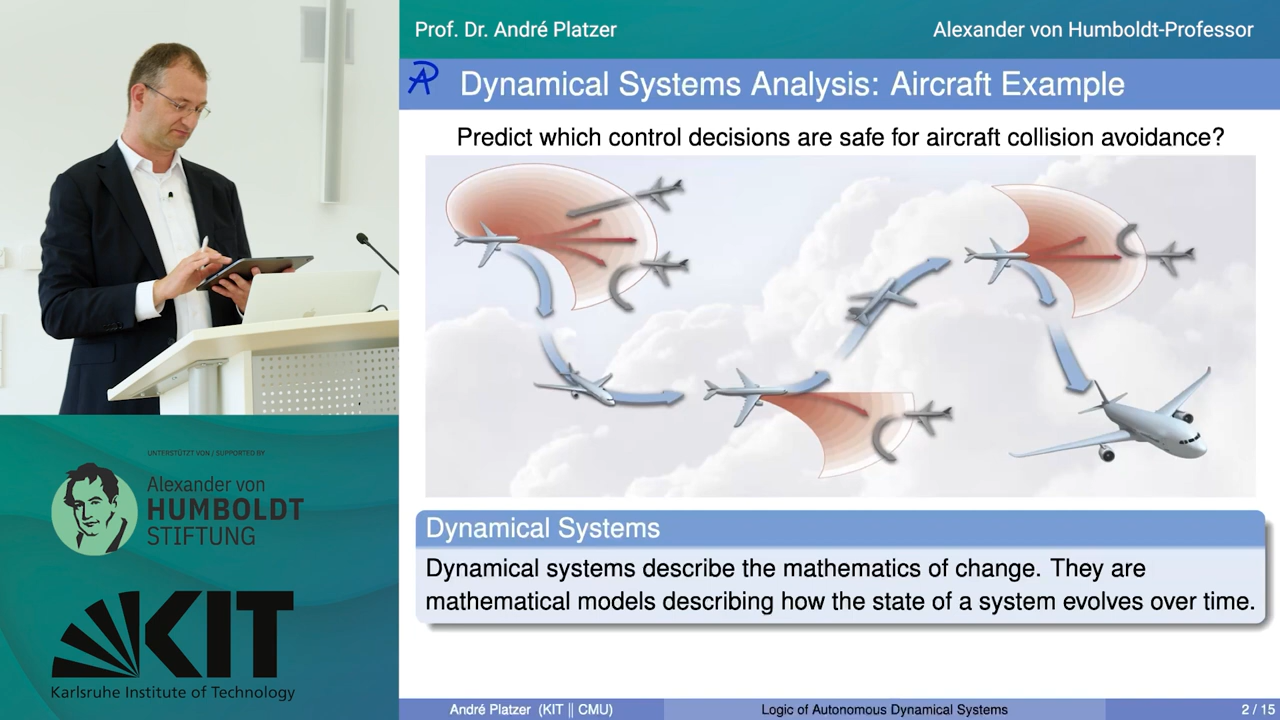 Prof. Dr. André Platzer
Alexander von Humboldt-Professor
Dynamical Systems Analysis: Aircraft Example
Predict which control decisions are safe for aircraft collision avoidance?
UNTERSTÜTZT VON / SUPPORTED BY
Alexander von
HUMBOLDT
STIFTUNG
KIT
Karlsruhe Institute of Technology
Dynamical Systems
Dynamical systems describe the mathematics of change. They are
mathematical models describing how the state of a system evolves over time.
André Platzer (KIT || CMU)
Logic of Autonomous Dynamical Systems
2 / 15